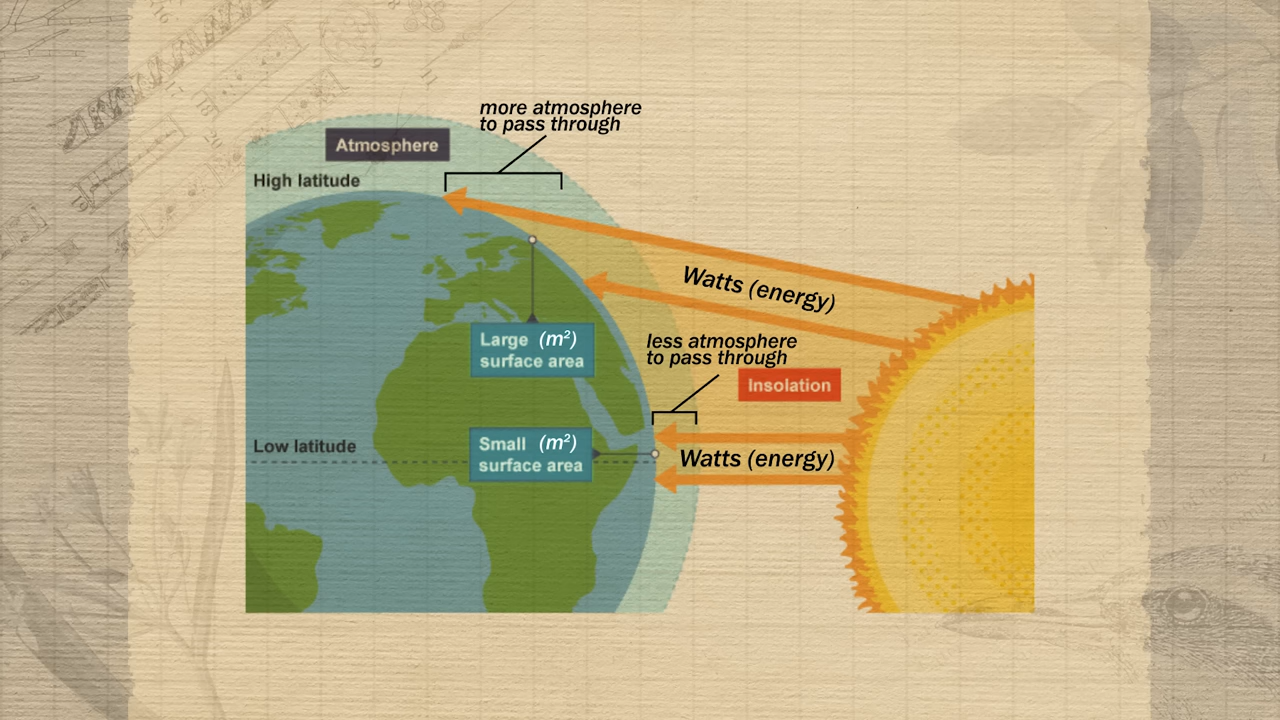 more atmosphere
to pass through
Atmosphere
High latitude
Watts (energy)
Large (m²)
surface area
less atmosphere
to pass through
Insolation
Low latitude
Small (m²)
surface area
Watts (energy)